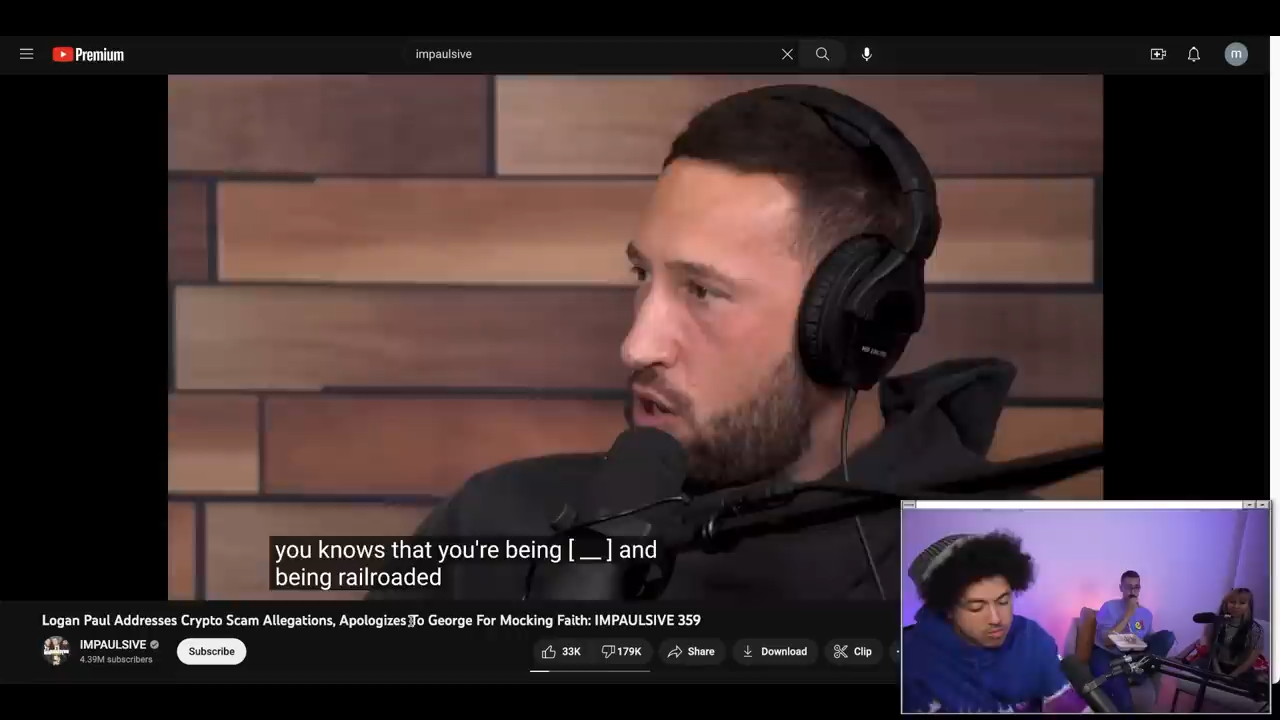 Premium
impaulsive
m
you knows that you're being [ __ ] and
being railroaded
Logan Paul Addresses Crypto Scam Allegations, Apologizes To George For Mocking Faith: IMPAULSIVE 359
IMPAULSIVE
4.39M subscribers
Subscribe
33K
179K
Share
Download
Clip